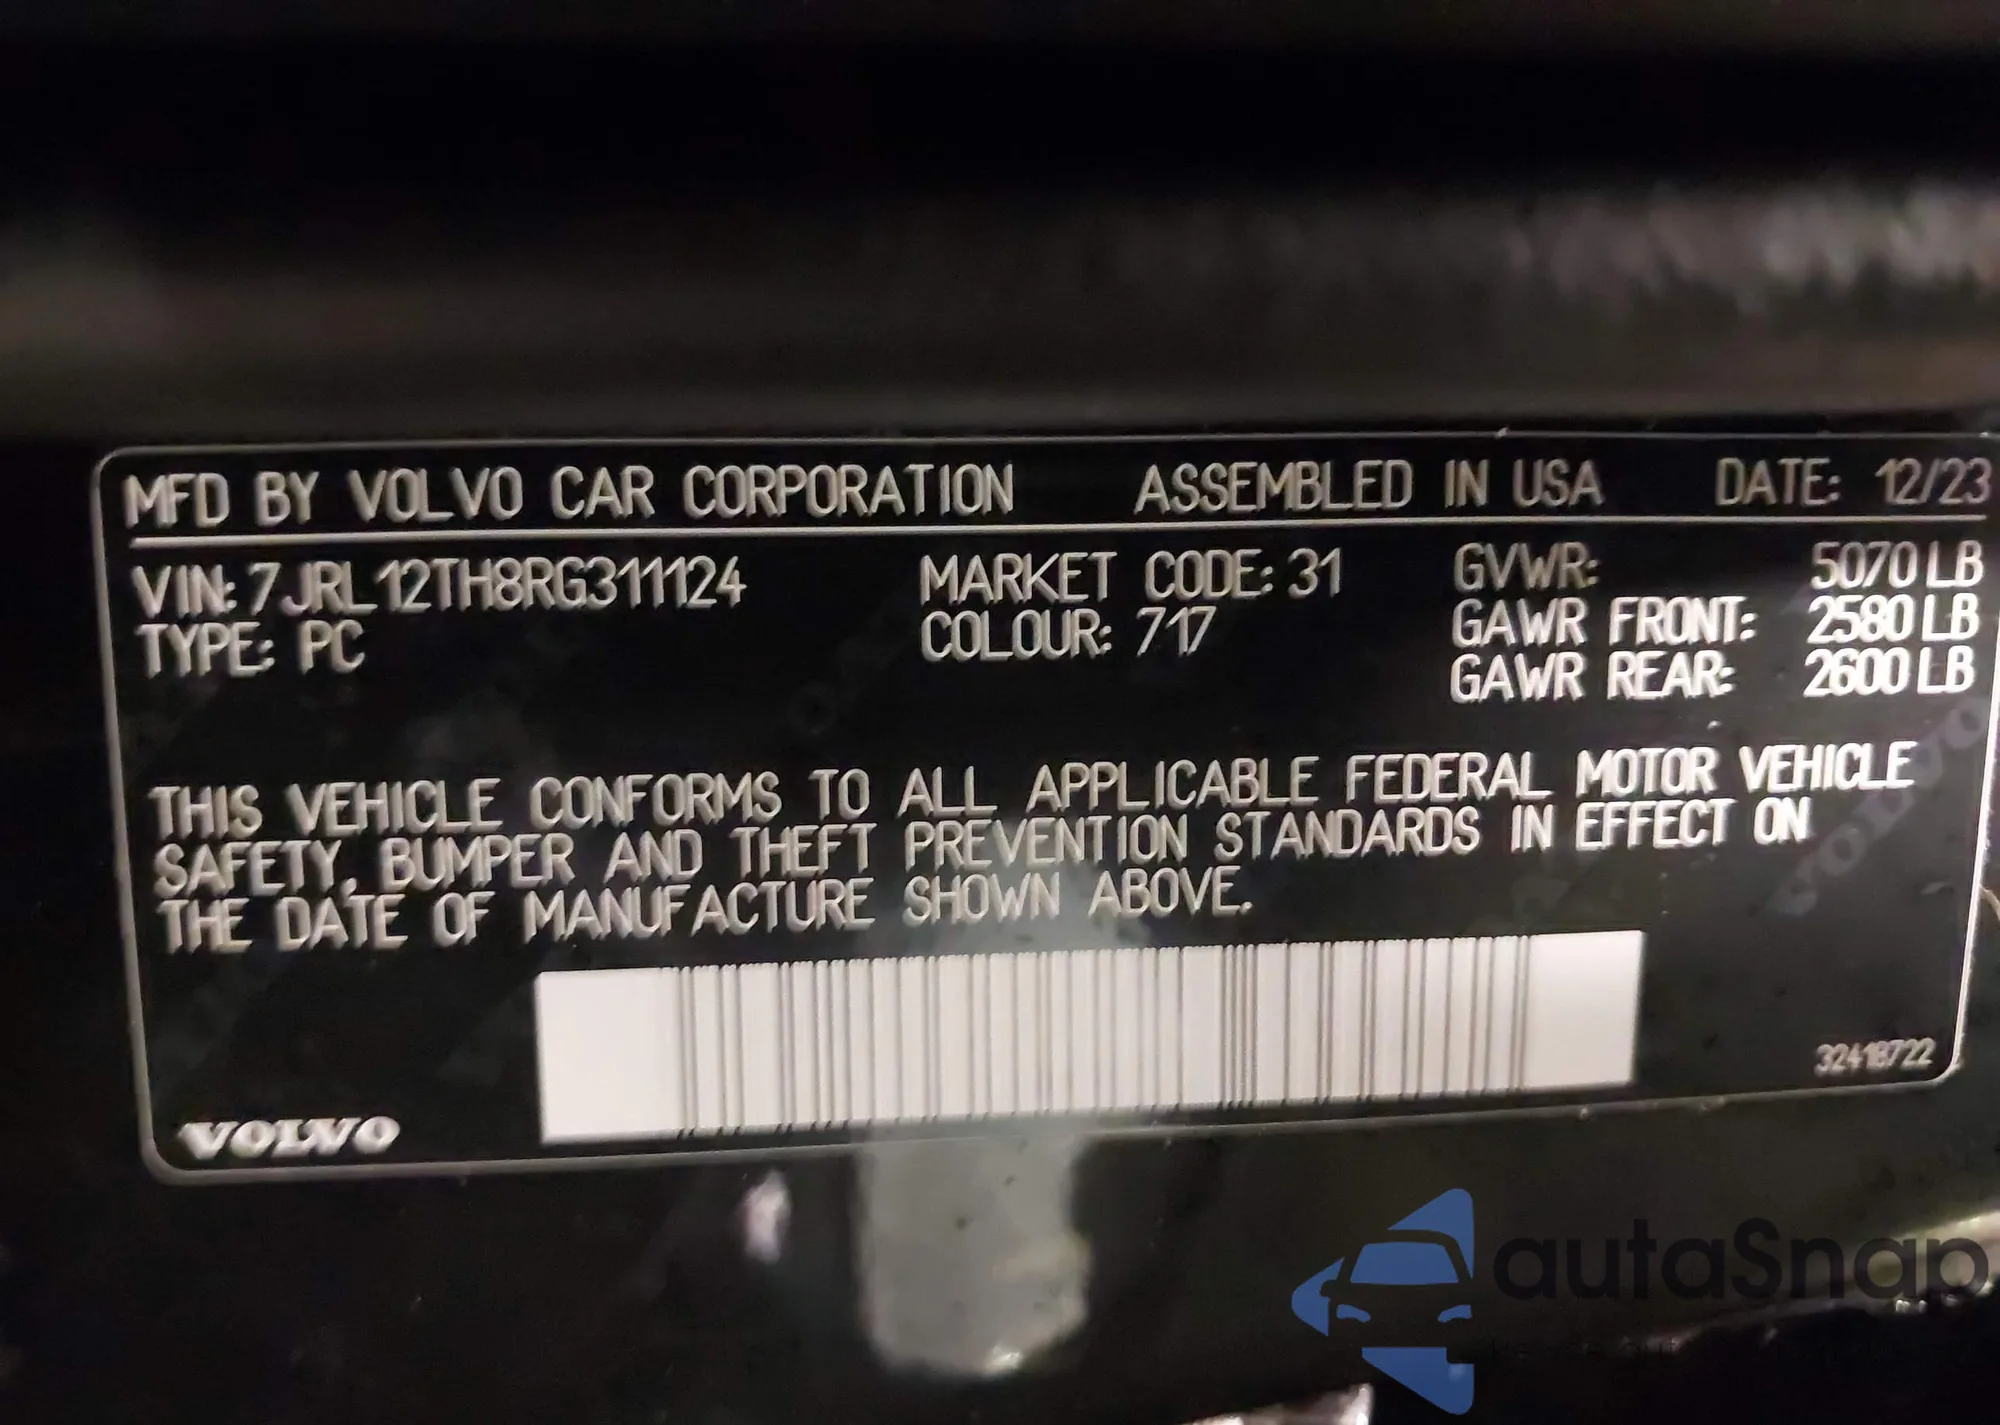 MFD BY VOLVO CAR CORPORATION ASSEMBLED IN USA DATE: 12/23
VIN: 7JRL12TH8RG311124 MARKET CODE: 31 GVWR: 5070 LB
TYPE: PC COLOUR: 717 GAWR FRONT: 2580 LB
GAWR REAR: 2600 LB
THIS VEHICLE CONFORMS TO ALL APPLICABLE FEDERAL MOTOR VEHICLE
SAFETY, BUMPER AND THEFT PREVENTION STANDARDS IN EFFECT ON
THE DATE OF MANUFACTURE SHOWN ABOVE.
32418722
VOLVO
autaSnap